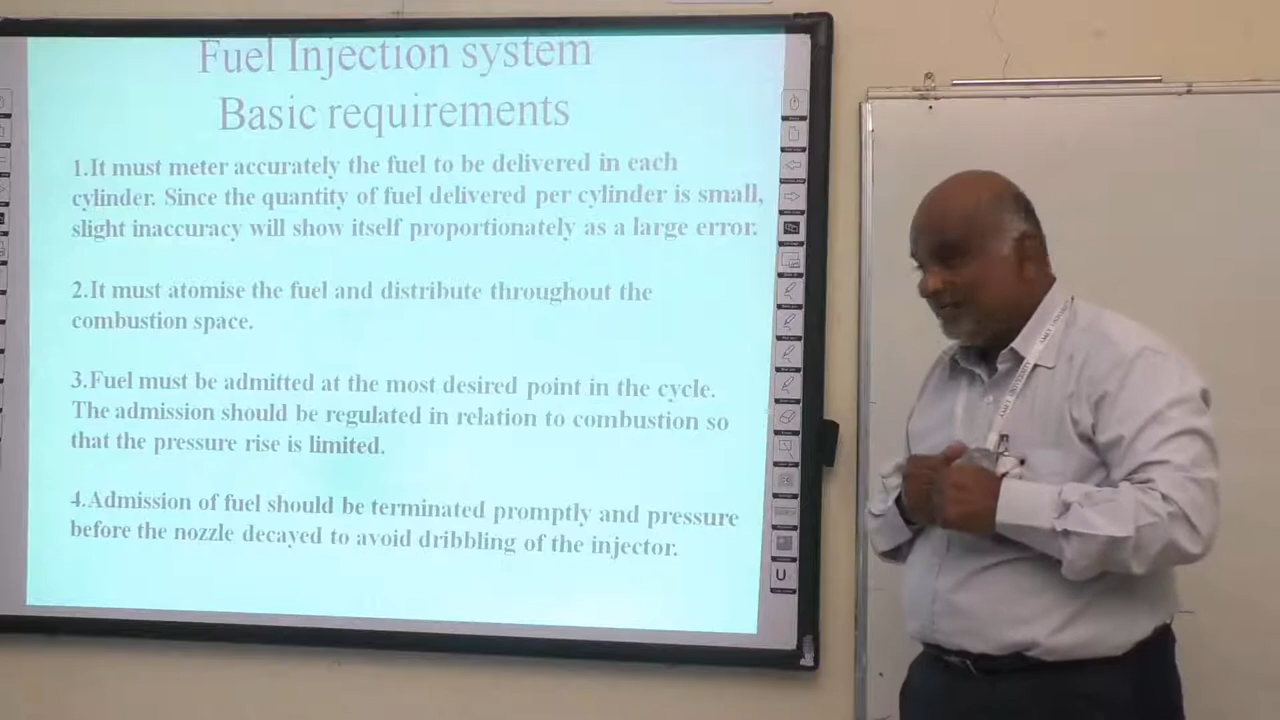 Fuel Injection system
Basic requirements
1.It must meter accurately the fuel to be delivered in each
cylinder. Since the quantity of fuel delivered per cylinder is small,
slight inaccuracy will show itself proportionately as a large error.
2.It must atomise the fuel and distribute throughout the
combustion space.
3.Fuel must be admitted at the most desired point in the cycle.
The admission should be regulated in relation to combustion so
that the pressure rise is limited.
4.Admission of fuel should be terminated promptly and pressure
before the nozzle decayed to avoid dribbling of the injector.
U
AMET UNIVERSITY
AMET UNIVERSITY